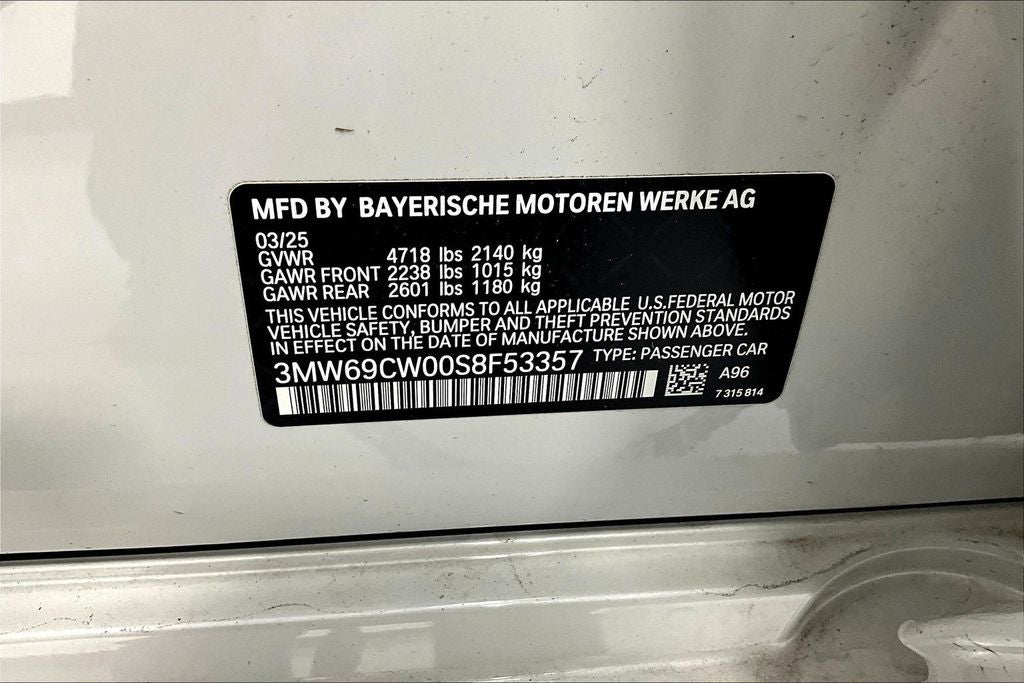 MFD BY BAYERISCHE MOTOREN WERKE AG
03/25
GVWR 4718 lbs 2140 kg
GAWR FRONT 2238 lbs 1015 kg
GAWR REAR 2601 lbs 1180 kg
THIS VEHICLE CONFORMS TO ALL APPLICABLE U.S.FEDERAL MOTOR
VEHICLE SAFETY, BUMPER AND THEFT PREVENTION STANDARDS
IN EFFECT ON THE DATE OF MANUFACTURE SHOWN ABOVE.
3MW69CW00S8F53357 TYPE: PASSENGER CAR
A96
7 315 814